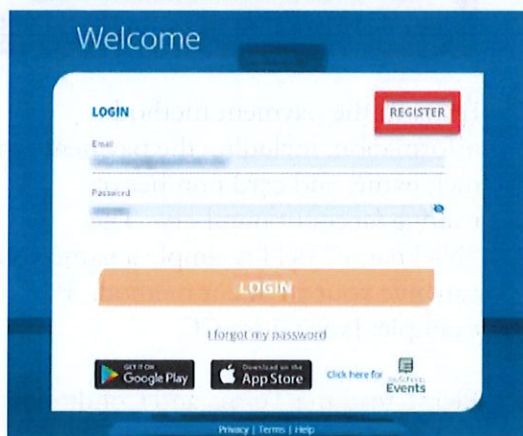 Welcome
LOGIN
REGISTER
Email
Password
LOGIN
I forgot my password
GET IT ON
Google Play
Download on the
App Store
Click here for
Events
Privacy | Terms | Help